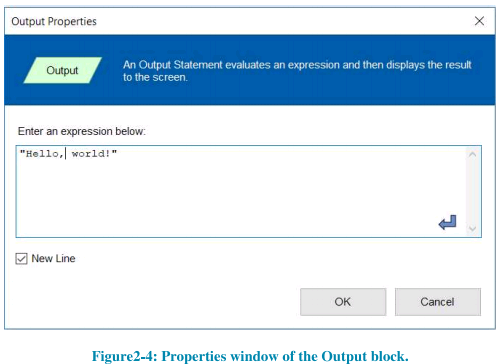 Output Properties
Output
An Output Statement evaluates an expression and then displays the result
to the screen.
Enter an expression below:
"Hello, world!"
New Line
OK
Cancel
Figure2-4: Properties window of the Output block.